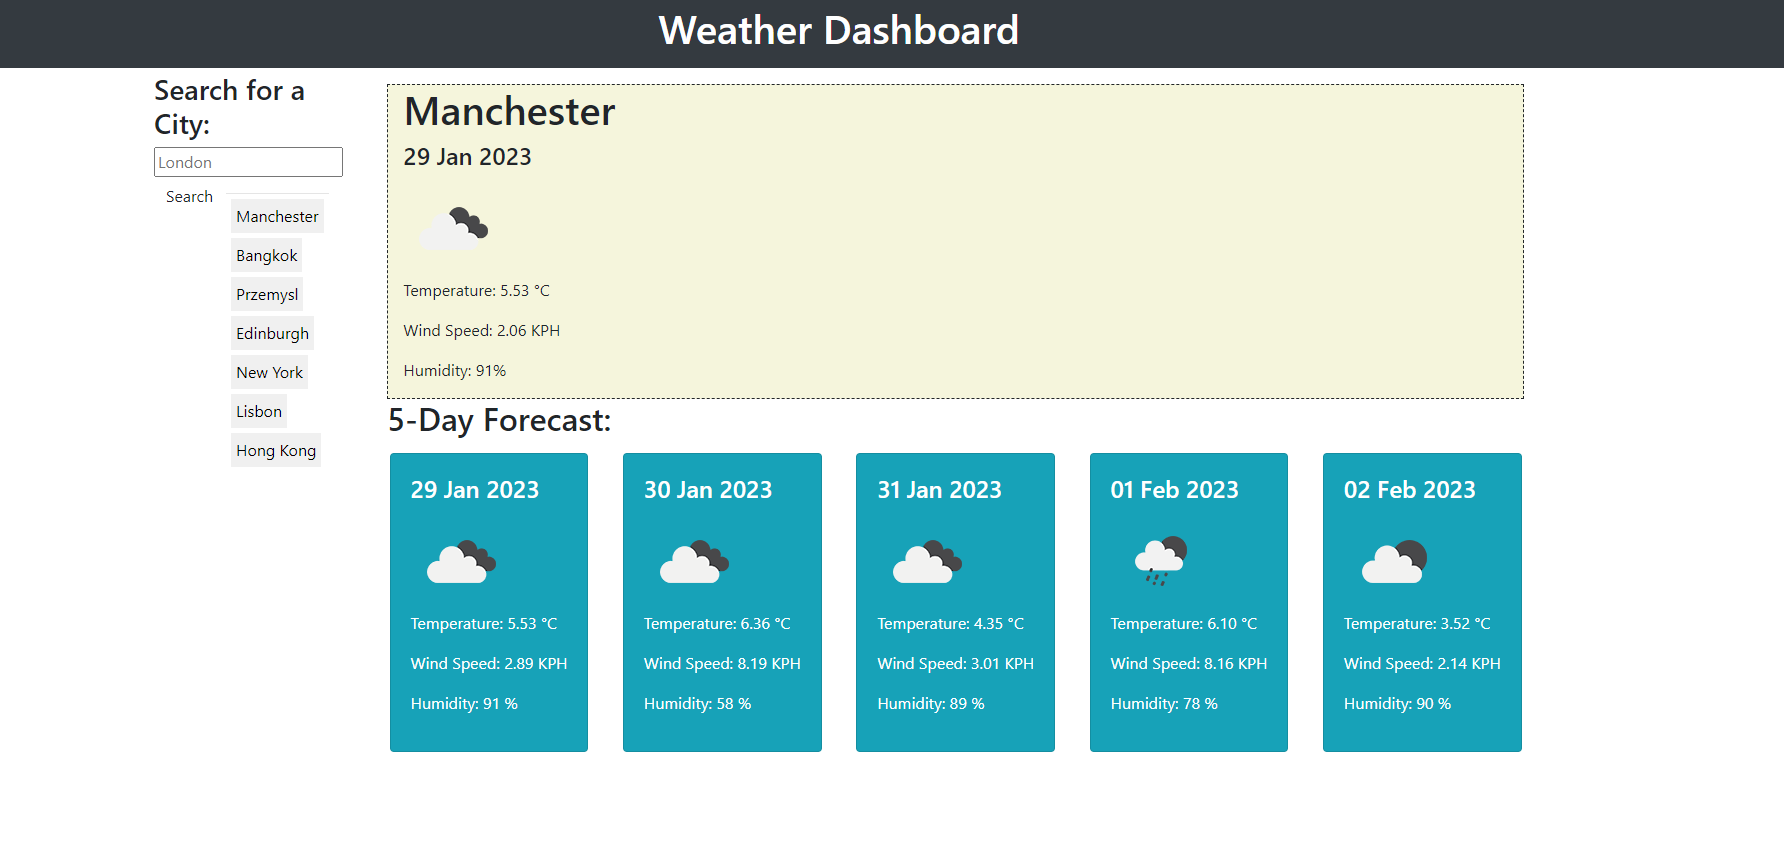 Weather Dashboard
Search for a
City:
London
Search
Manchester
Bangkok
Przemysl
Edinburgh
New York
Lisbon
Hong Kong
Manchester
29 Jan 2023
Temperature: 5.53 °C
Wind Speed: 2.06 KPH
Humidity: 91%
5-Day Forecast:
29 Jan 2023
Temperature: 5.53 °C
Wind Speed: 2.89 KPH
Humidity: 91 %
30 Jan 2023
Temperature: 6.36 °C
Wind Speed: 8.19 KPH
Humidity: 58 %
31 Jan 2023
Temperature: 4.35 °C
Wind Speed: 3.01 KPH
Humidity: 89 %
01 Feb 2023
Temperature: 6.10 °C
Wind Speed: 8.16 KPH
Humidity: 78 %
02 Feb 2023
Temperature: 3.52 °C
Wind Speed: 2.14 KPH
Humidity: 90 %